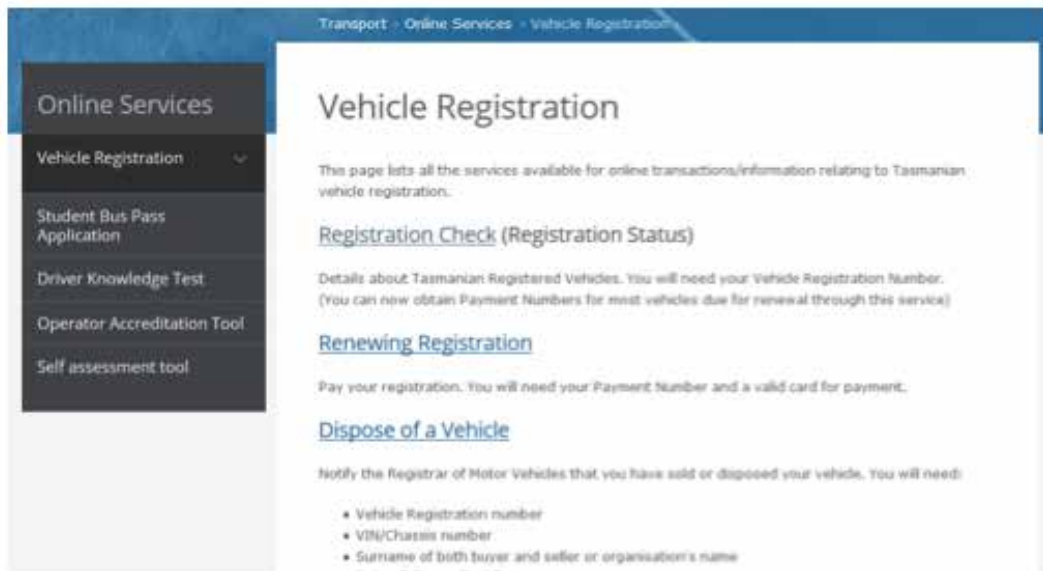 Transport » Online Services » Vehicle Registration
Online Services
Vehicle Registration
Student Bus Pass
Application
Driver Knowledge Test
Operator Accreditation Tool
Self assessment tool
Vehicle Registration
This page lists all the services available for online transactions/information relating to Tasmanian
vehicle registration.
Registration Check (Registration Status)
Details about Tasmanian Registered Vehicles. You will need your Vehicle Registration Number.
(You can now obtain Payment Numbers for most vehicles due for renewal through this service)
Renewing Registration
Pay your registration. You will need your Payment Number and a valid card for payment.
Dispose of a Vehicle
Notify the Registrar of Motor Vehicles that you have sold or disposed your vehicle. You will need:
• Vehicle Registration number
• VIN/Chassis number
• Surname of both buyer and seller or organisation's name